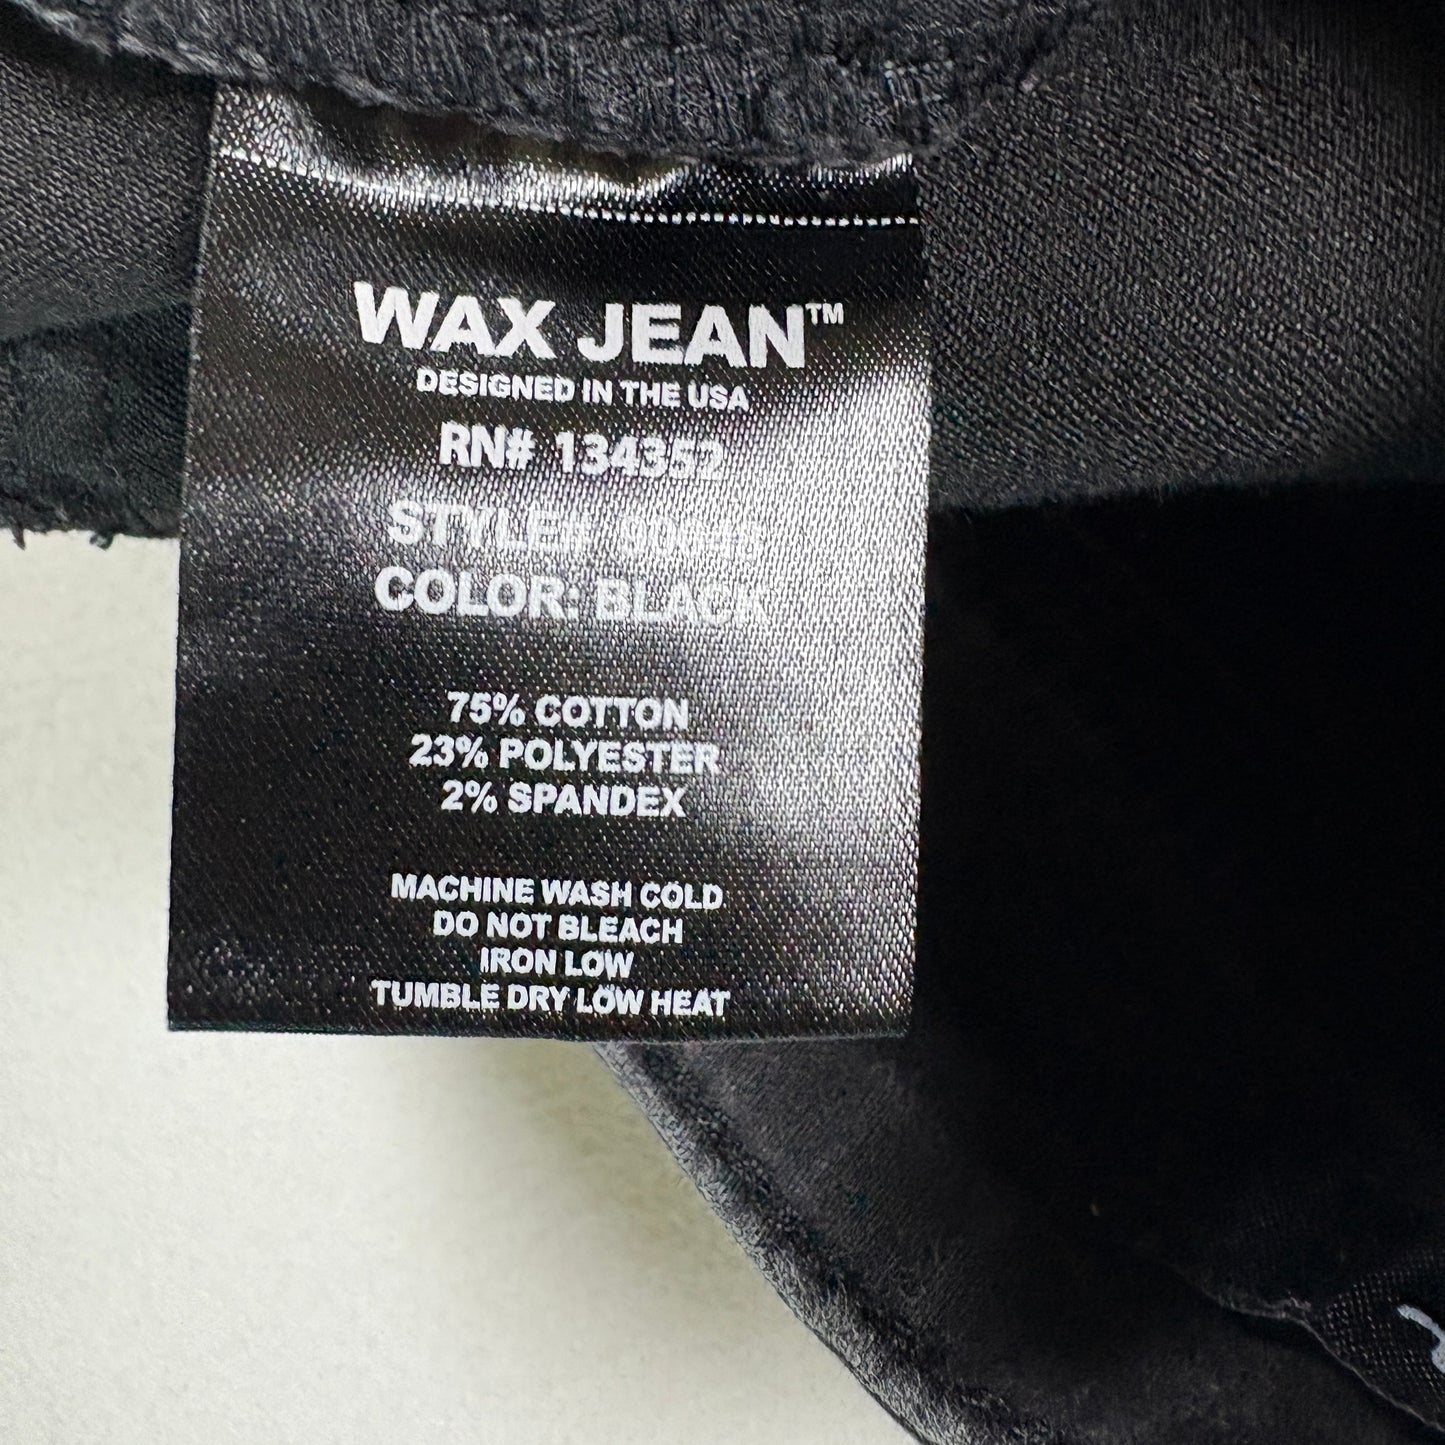 WAX JEAN™
DESIGNED IN THE USA
RN# 134352
STYLE#
COLOR: BLACK
75% COTTON
23% POLYESTER
2% SPANDEX
MACHINE WASH COLD
DO NOT BLEACH
IRON LOW
TUMBLE DRY LOW HEAT